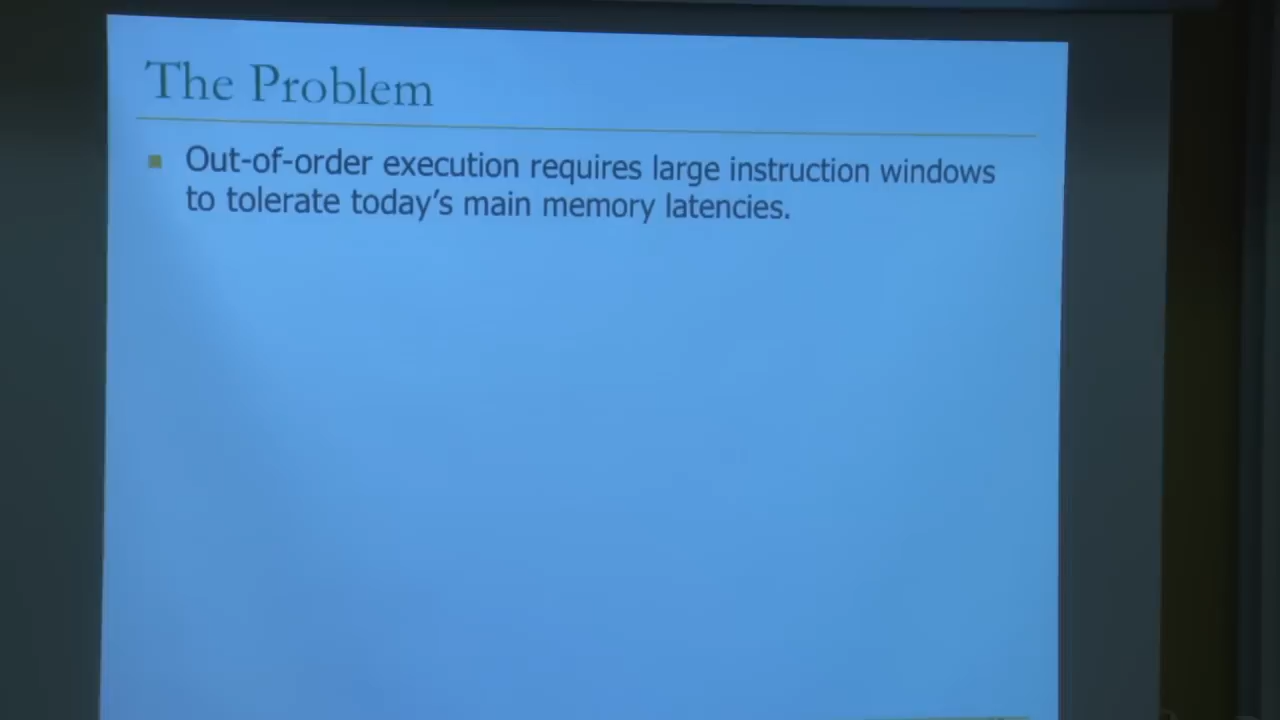 The Problem
Out-of-order execution requires large instruction windows
to tolerate today's main memory latencies.